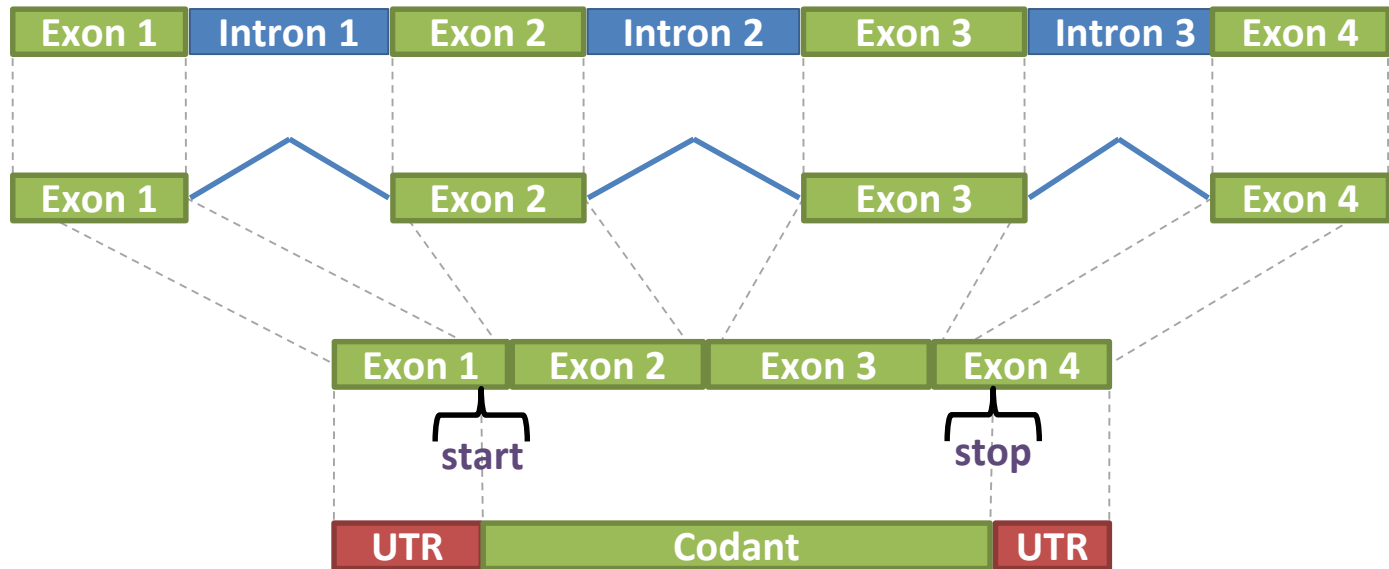 Exon 1 Intron 1 Exon 2 Intron 2 Exon 3 Intron 3 Exon 4
Exon 1 Exon 2 Exon 3 Exon 4
Exon 1 Exon 2 Exon 3 Exon 4
start stop
UTR Codant UTR